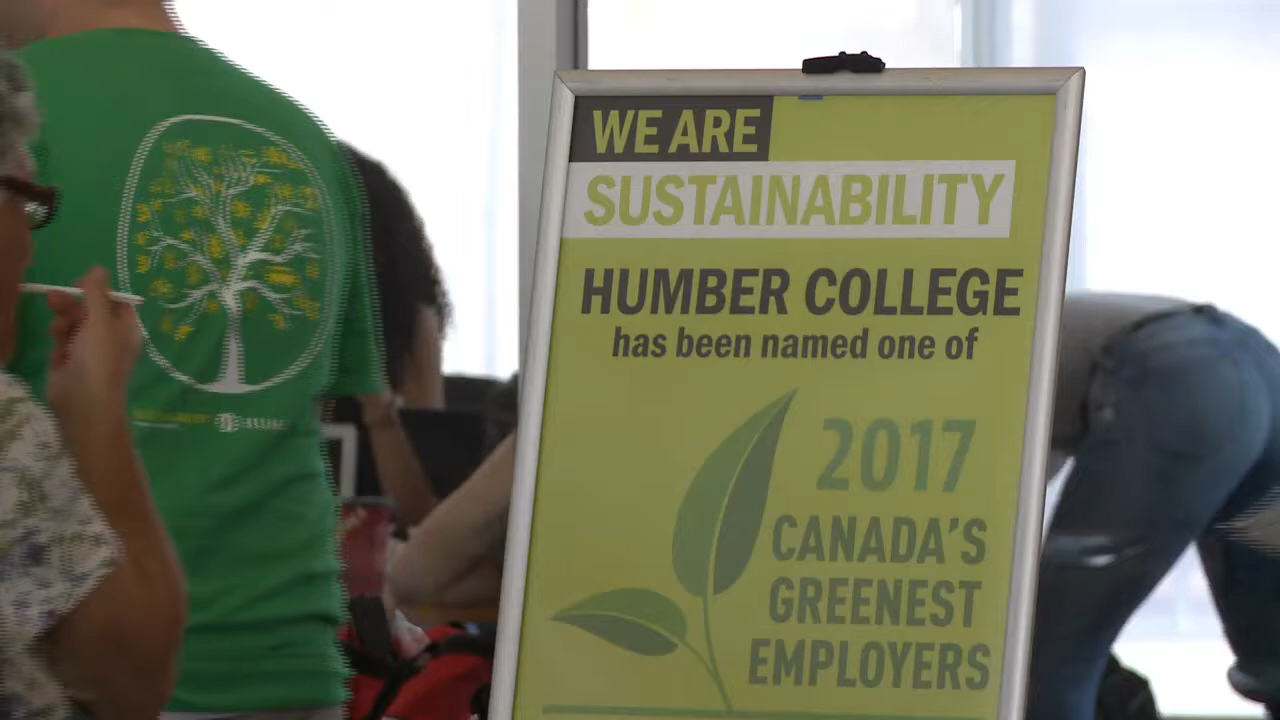 WE ARE
SUSTAINABILITY
HUMBER COLLEGE
has been named one of
2017
CANADA'S
GREENEST
EMPLOYERS